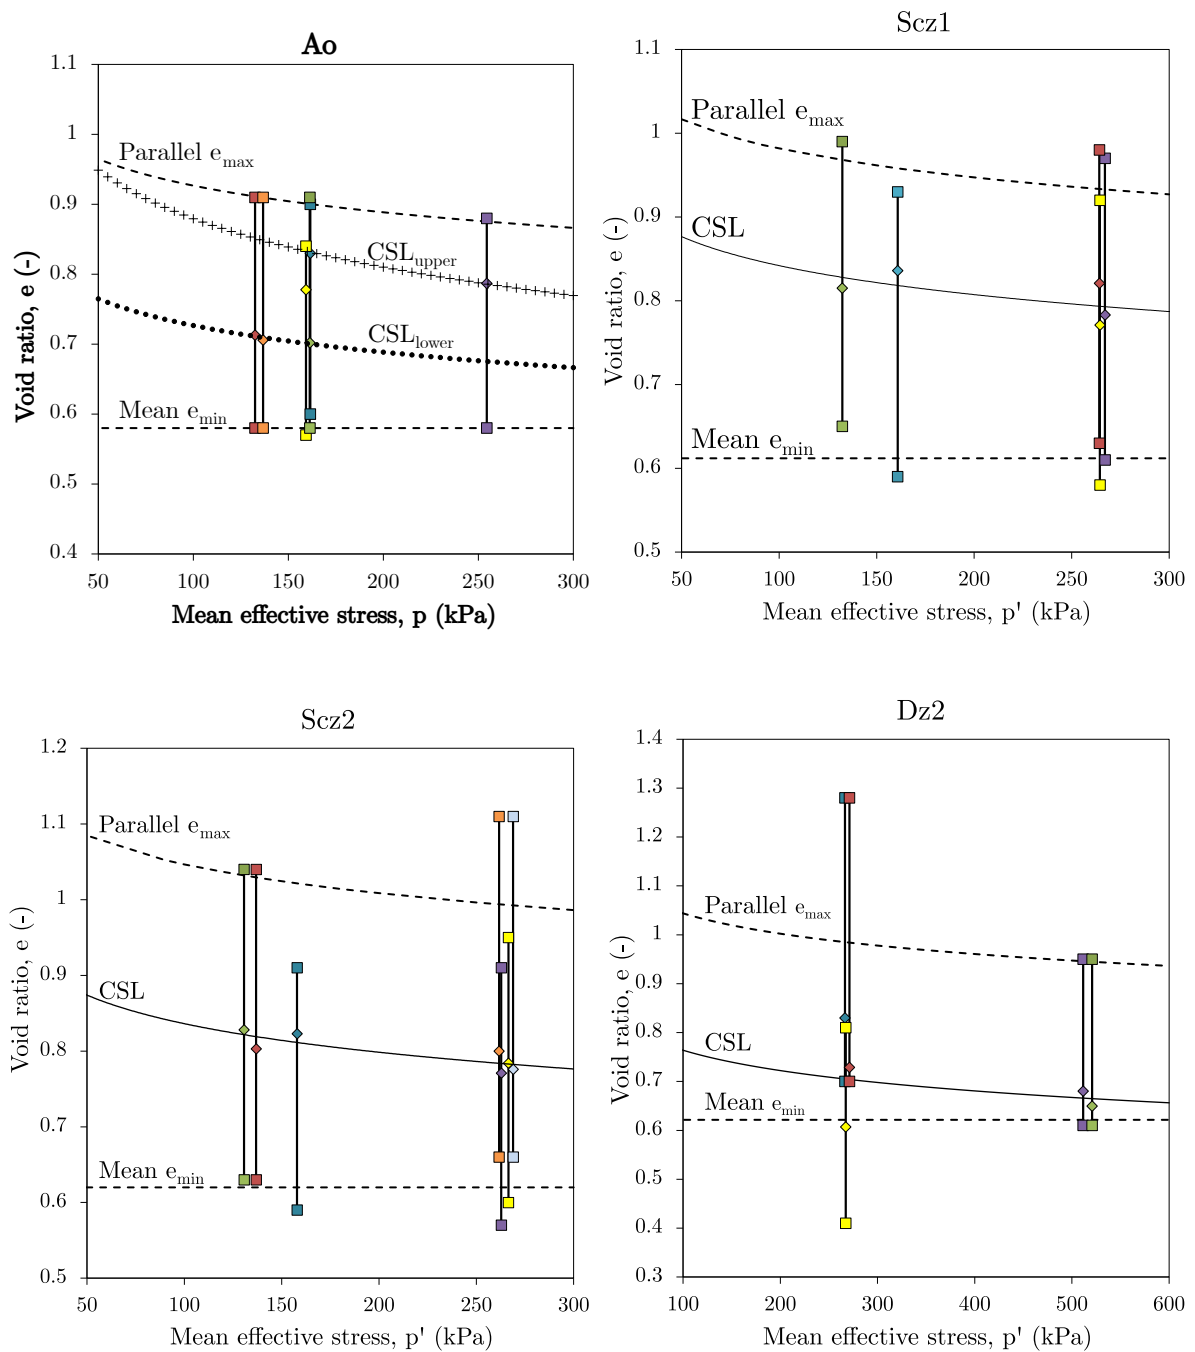 Ao
1.1
1
0.9
0.8
0.7
0.6
0.5
0.4
Void ratio, e (-)
Parallel emax
CSLupper
CSLlower
Mean emin
50 100 150 200 250 300
Mean effective stress, p (kPa)
Scz1
1.1
1
0.9
0.8
0.7
0.6
0.5
Void ratio, e (-)
Parallel emax
CSL
Mean emin
50 100 150 200 250 300
Mean effective stress, p' (kPa)
Scz2
1.2
1.1
1
0.9
0.8
0.7
0.6
0.5
Void ratio, e (-)
Parallel emax
CSL
Mean emin
50 100 150 200 250 300
Mean effective stress, p' (kPa)
Dz2
1.4
1.3
1.2
1.1
1
0.9
0.8
0.7
0.6
0.5
0.4
0.3
Void ratio, e (-)
Parallel emax
CSL
Mean emin
100 200 300 400 500 600
Mean effective stress, p' (kPa)